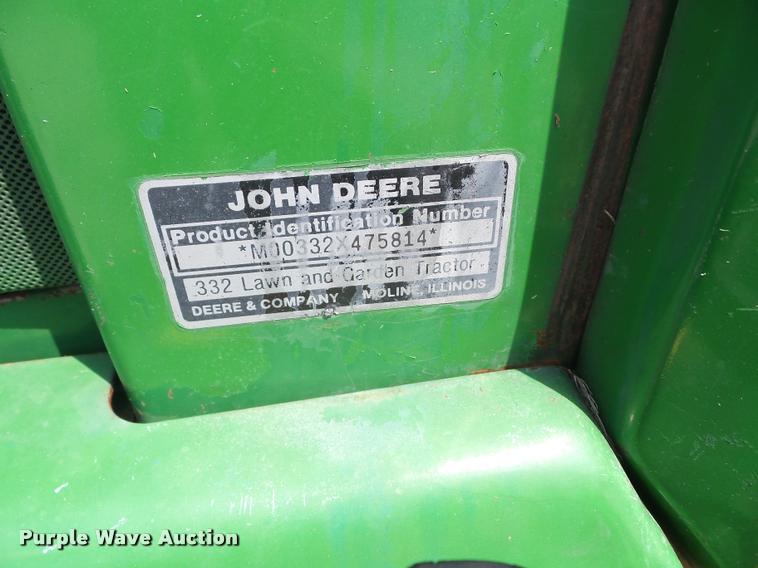 JOHN DEERE
Product Identification Number
*M00332X475814*
332 Lawn and Garden Tractor
DEERE & COMPANY MOLINE, ILLINOIS
Purple Wave Auction